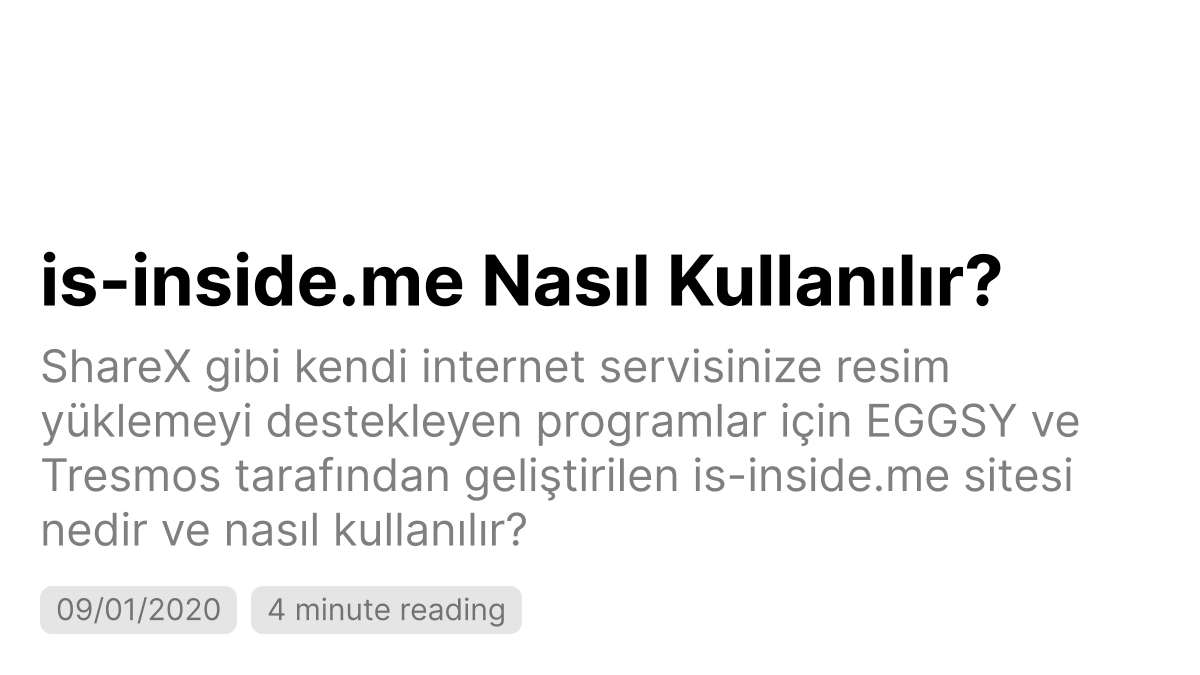 is-inside.me Nasıl Kullanılır?
ShareX gibi kendi internet servisinize resim
yüklemeyi destekleyen programlar için EGGSY ve
Tresmos tarafından geliştirilen is-inside.me sitesi
nedir ve nasıl kullanılır?
09/01/2020 4 minute reading